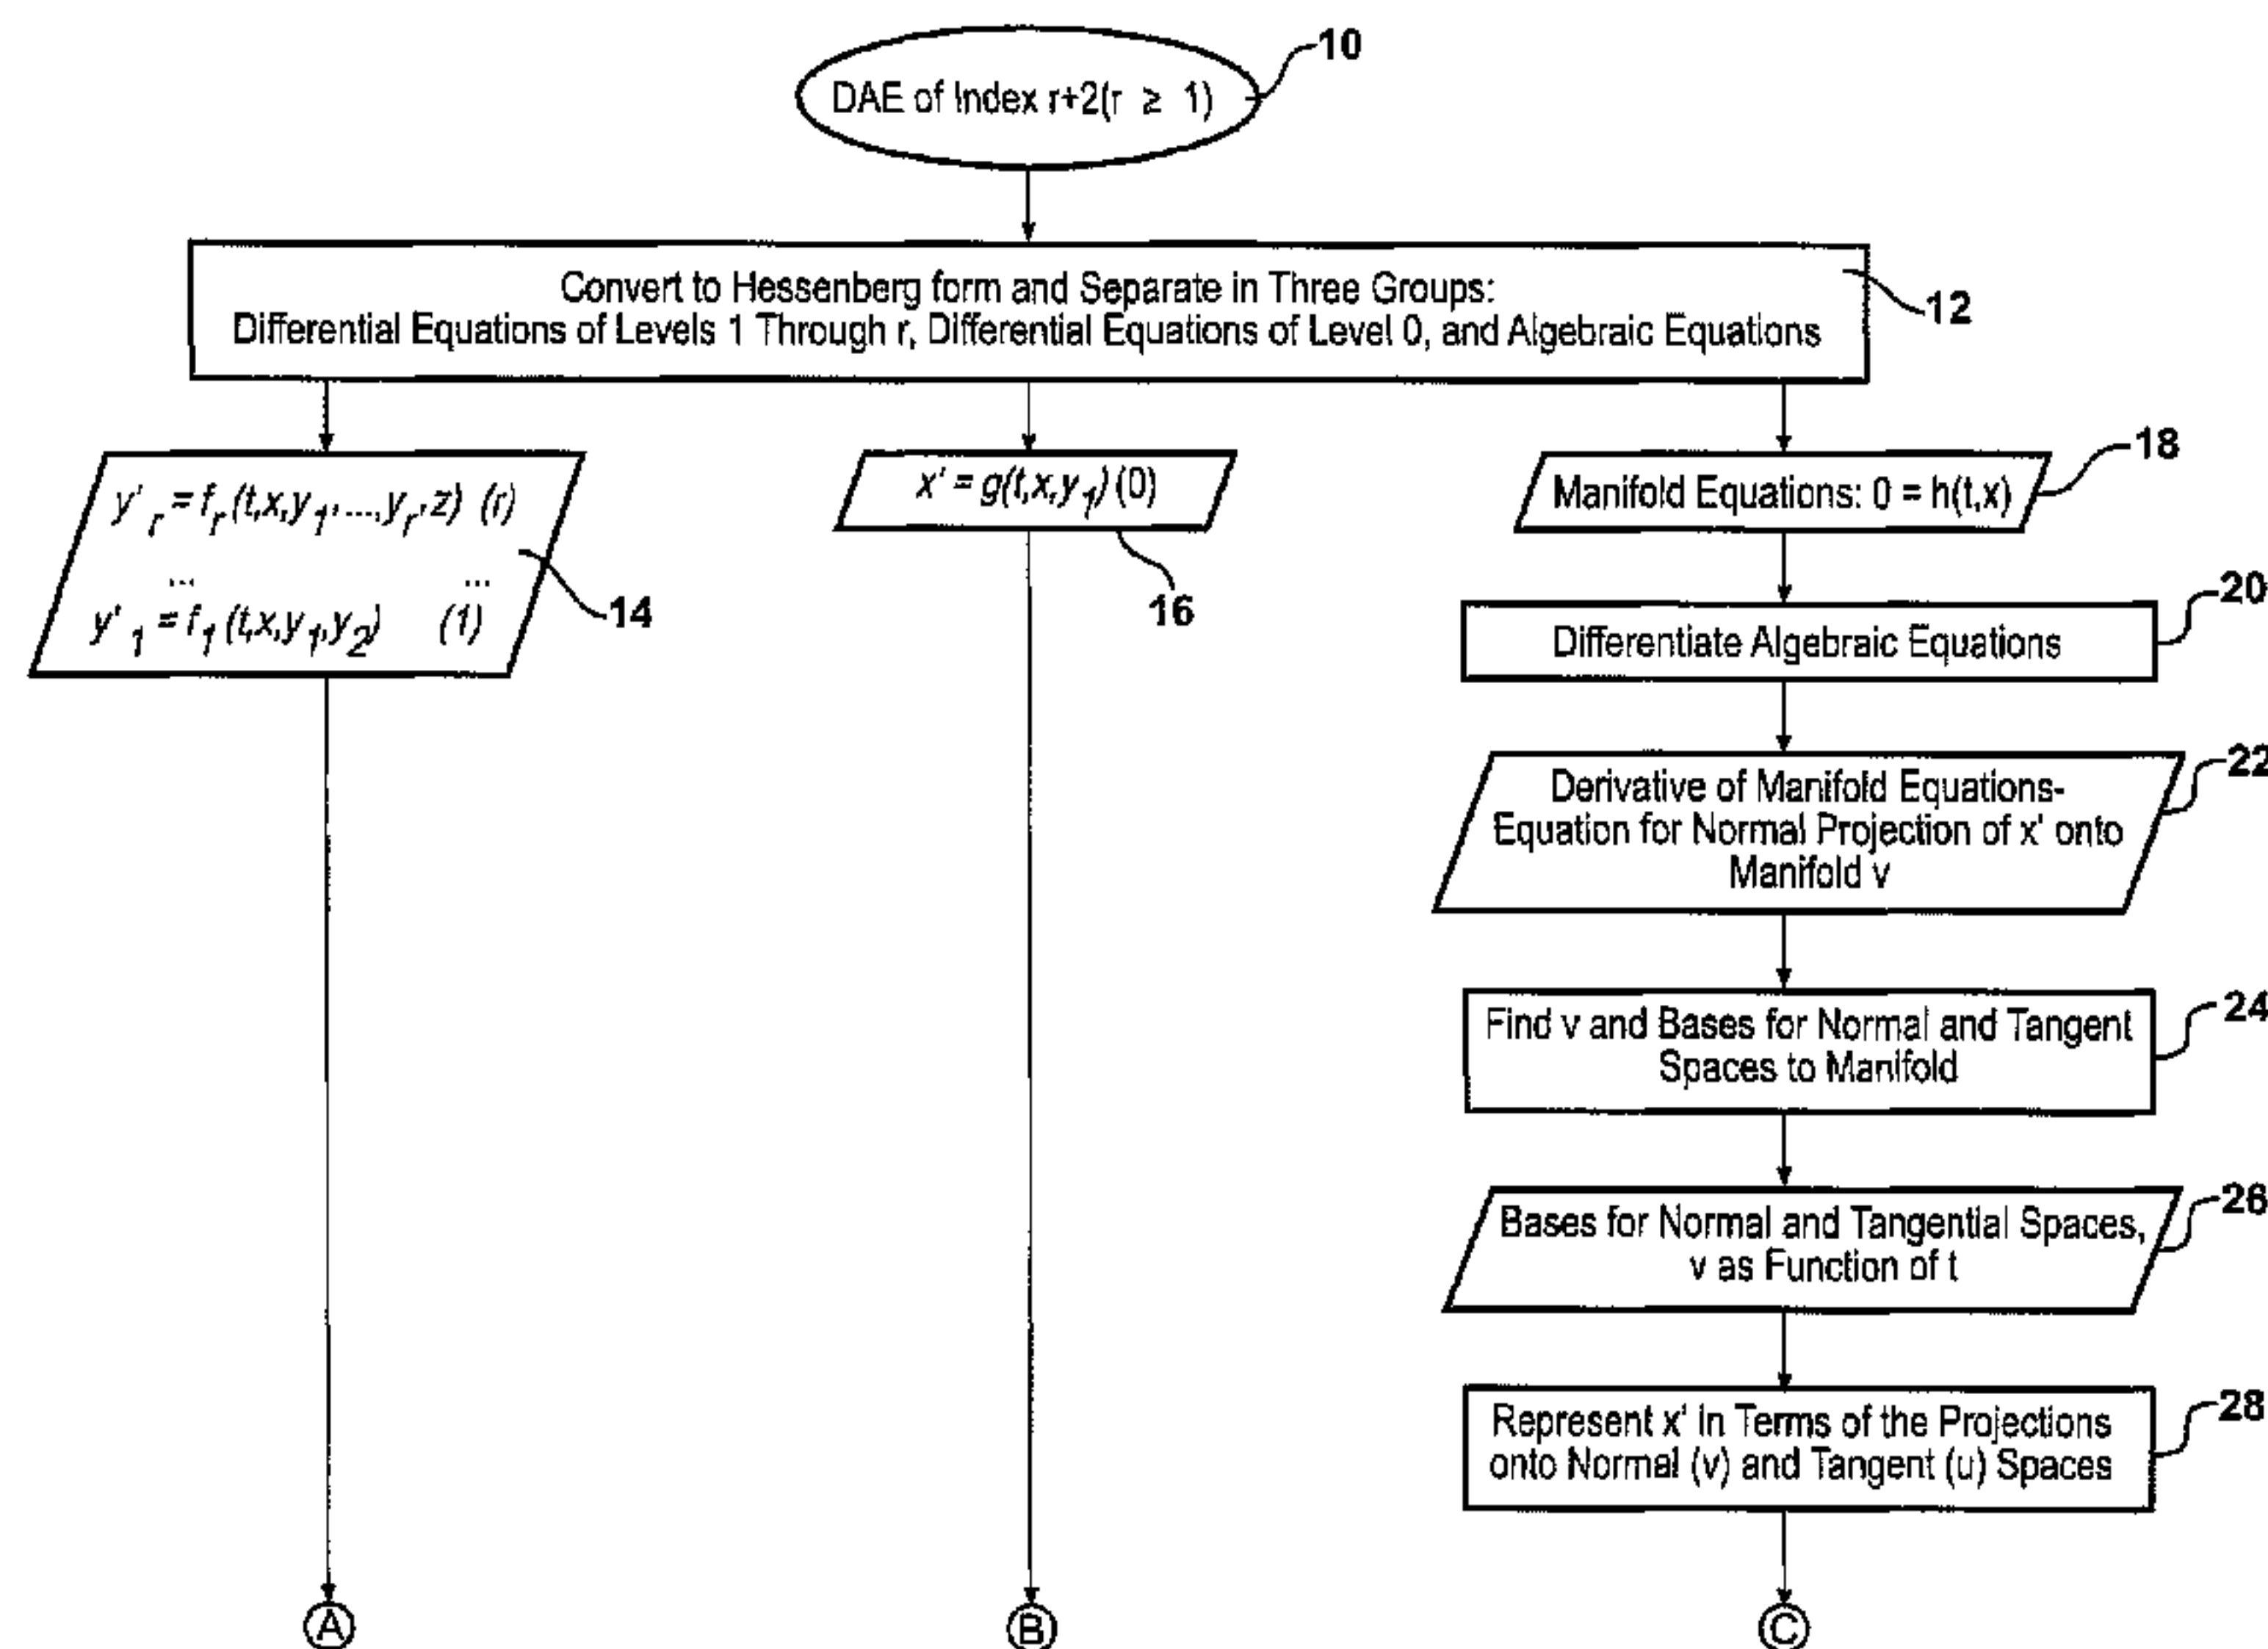 10
DAE of Index r+2(r ≥ 1)
Convert to Hessenberg form and Separate in Three Groups:
Differential Equations of Levels 1 Through r, Differential Equations of Level 0, and Algebraic Equations
12
y'r = fr (t,x,y1,...,yr,z) (r)
... ...
y'1 = f1 (t,x,y1,y2) (1)
14
x' = g(t,x,y1) (0)
16
Manifold Equations: 0 = h(t,x)
18
Differentiate Algebraic Equations
20
Derivative of Manifold Equations-
Equation for Normal Projection of x' onto
Manifold v
22
Find v and Bases for Normal and Tangent
Spaces to Manifold
24
Bases for Normal and Tangential Spaces,
v as Function of t
26
Represent x' in Terms of the Projections
onto Normal (v) and Tangent (u) Spaces
28
A
B
C